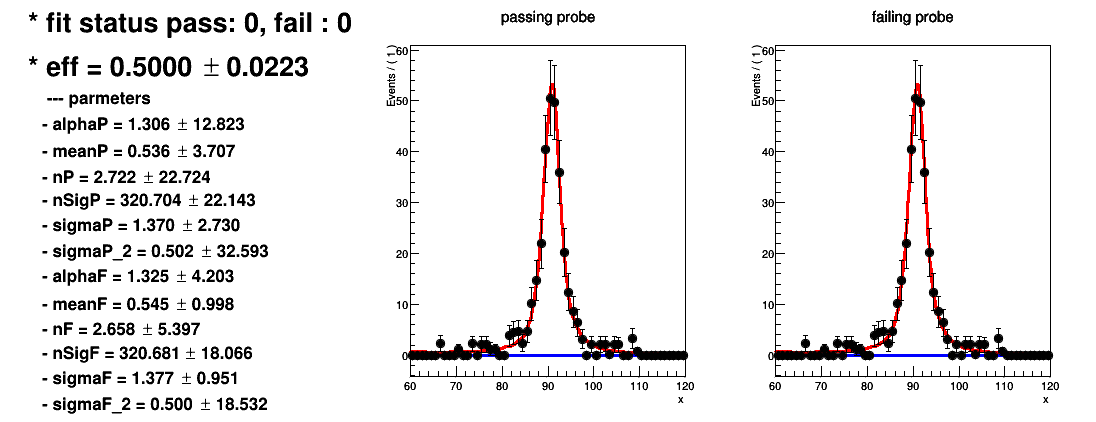 * fit status pass: 0, fail : 0
* eff = 0.5000 ± 0.0223
--- parmeters
- alphaP = 1.306 ± 12.823
- meanP = 0.536 ± 3.707
- nP = 2.722 ± 22.724
- nSigP = 320.704 ± 22.143
- sigmaP = 1.370 ± 2.730
- sigmaP_2 = 0.502 ± 32.593
- alphaF = 1.325 ± 4.203
- meanF = 0.545 ± 0.998
- nF = 2.658 ± 5.397
- nSigF = 320.681 ± 18.066
- sigmaF = 1.377 ± 0.951
- sigmaF_2 = 0.500 ± 18.532
passing probe
Events / ( 1 )
60
50
40
30
20
10
0
60 70 80 90 100 110 120
x
failing probe
Events / ( 1 )
60
50
40
30
20
10
0
60 70 80 90 100 110 120
x